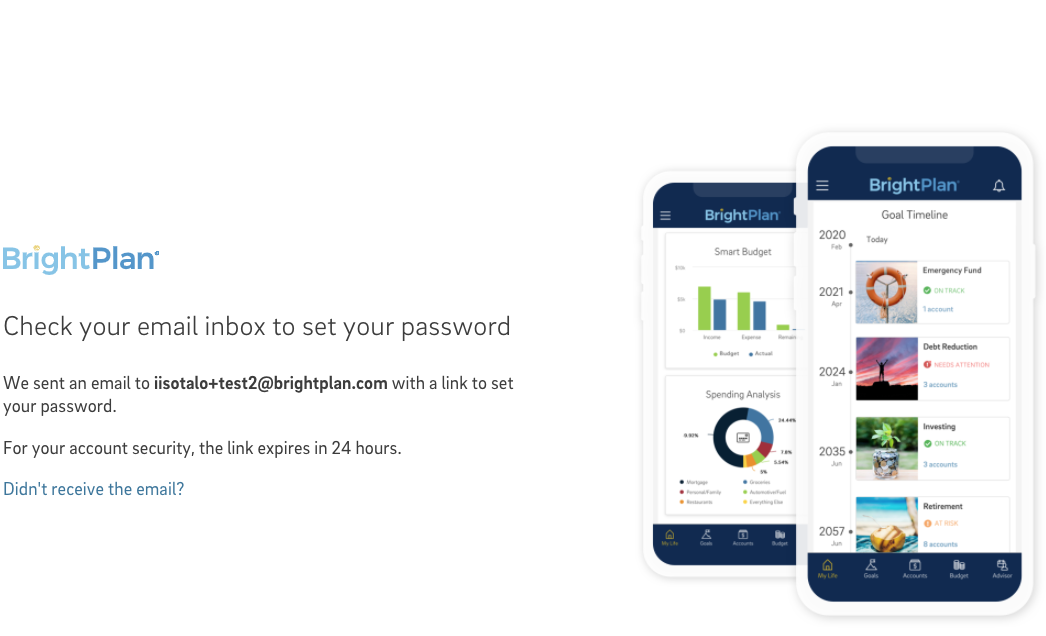 BrightPlan
Check your email inbox to set your password
We sent an email to iisotalo+test2@brightplan.com with a link to set
your password.
For your account security, the link expires in 24 hours.
Didn't receive the email?
BrightPlan
Smart Budget
$10k
$5k
$0
Income
Expense
Remain
Budget
Actual
Spending Analysis
24.44%
7.8%
5.54%
5%
Mortgage
Groceries
Personal/Family
Automotive/Fuel
Restaurants
Everything Else
My Life
Goals
Accounts
Budget
BrightPlan
Goal Timeline
2020
Feb
Today
2021
Apr
Emergency Fund
ON TRACK
1 account
2024
Jan
Debt Reduction
NEEDS ATTENTION
3 accounts
2035
Jun
Investing
ON TRACK
3 accounts
2057
Jun
Retirement
AT RISK
8 accounts
My Life
Goals
Accounts
Budget
Advisor